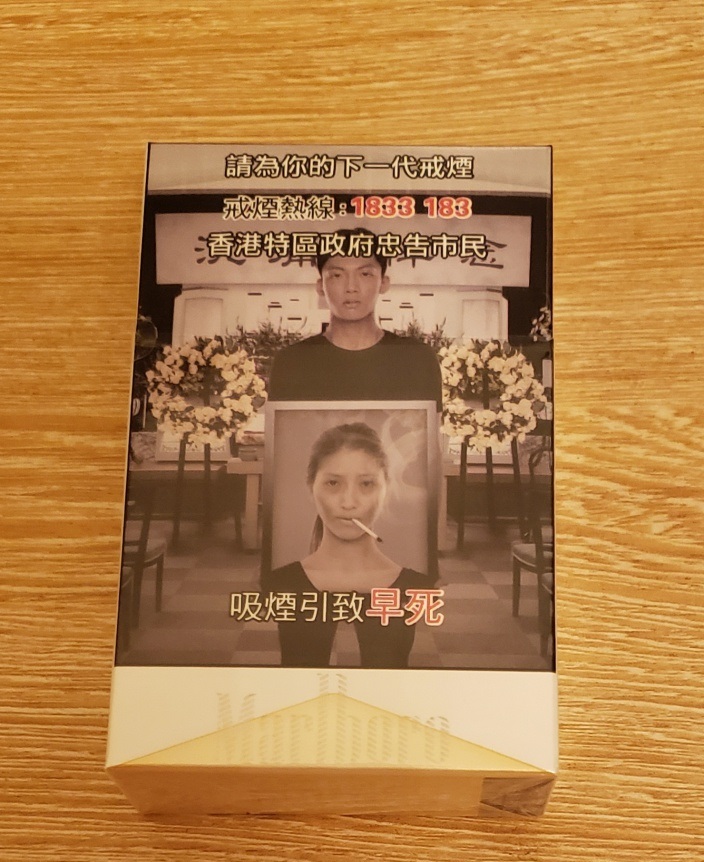 請為你的下一代戒煙
戒煙熱線：1833 183
香港特區政府忠告市民
吸煙引致早死
Marlboro